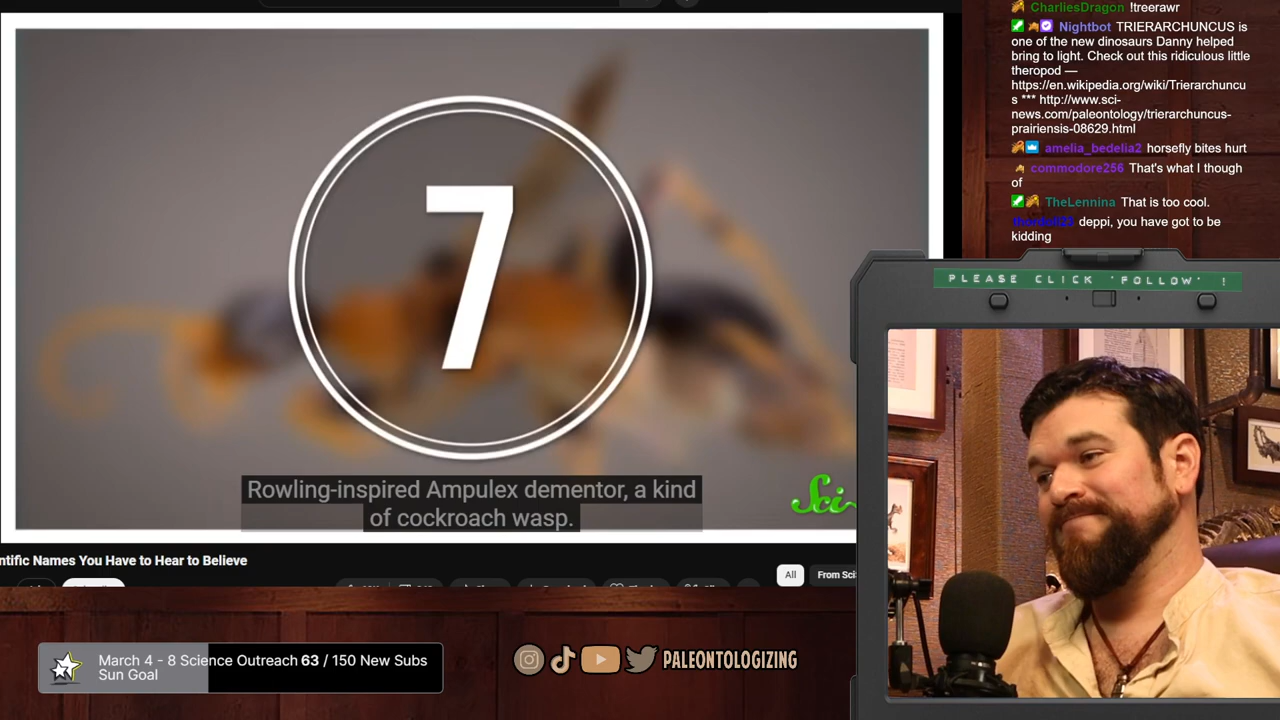 CharliesDragon !treerawr
Nightbot TRIERARCHUNCUS is
one of the new dinosaurs Danny helped
bring to light. Check out this ridiculous little
theropod —
https://en.wikipedia.org/wiki/Trierarchuncu
s *** http://www.sci-
news.com/paleontology/trierarchuncus-
prairiensis-08629.html
amelia_bedelia2 horsefly bites hurt
commodore256 That's what I though
of
TheLennina That is too cool.
deppi, you have got to be
kidding
7
Rowling-inspired Ampulex dementor, a kind
of cockroach wasp.
Sci
PLEASE CLICK 'FOLLOW' !
ntific Names You Have to Hear to Believe
All
From Sci
March 4 - 8 Science Outreach 63 / 150 New Subs
Sun Goal
PALEONTOLOGIZING